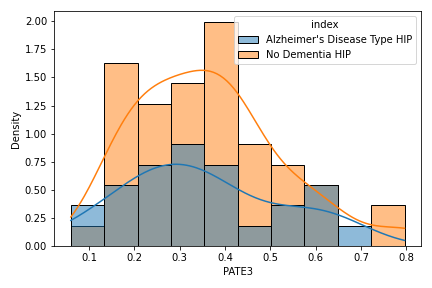 index
Alzheimer's Disease Type HIP
No Dementia HIP
Density
2.00
1.75
1.50
1.25
1.00
0.75
0.50
0.25
0.00
0.1 0.2 0.3 0.4 0.5 0.6 0.7 0.8
PATE3